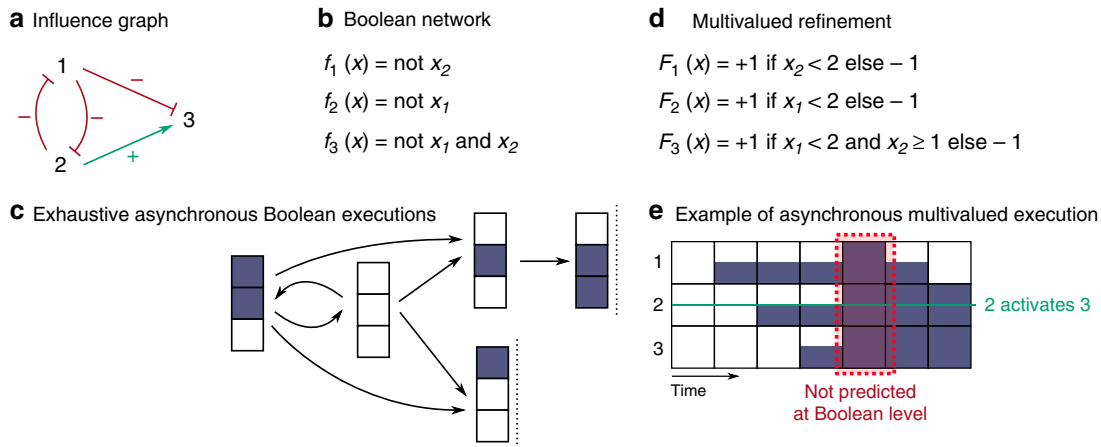 a Influence graph
1
−
3
−
−
2
+
b Boolean network
f1 (x) = not x2
f2 (x) = not x1
f3 (x) = not x1 and x2
d Multivalued refinement
F1 (x) = +1 if x2 < 2 else − 1
F2 (x) = +1 if x1 < 2 else − 1
F3 (x) = +1 if x1 < 2 and x2 ≥ 1 else − 1
c Exhaustive asynchronous Boolean executions
e Example of asynchronous multivalued execution
1
2
2 activates 3
3
Time
Not predicted
at Boolean level